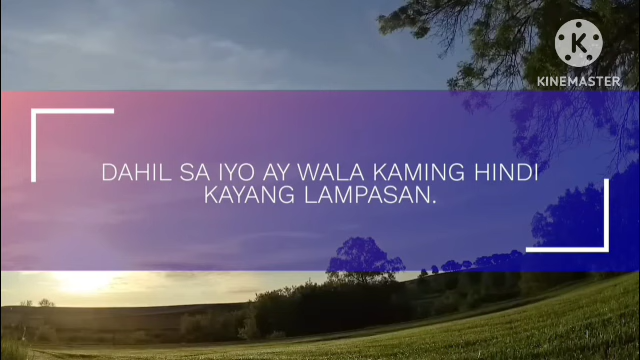 KINEMASTER
DAHIL SA IYO AY WALA KAMING HINDI
KAYANG LAMPASAN.